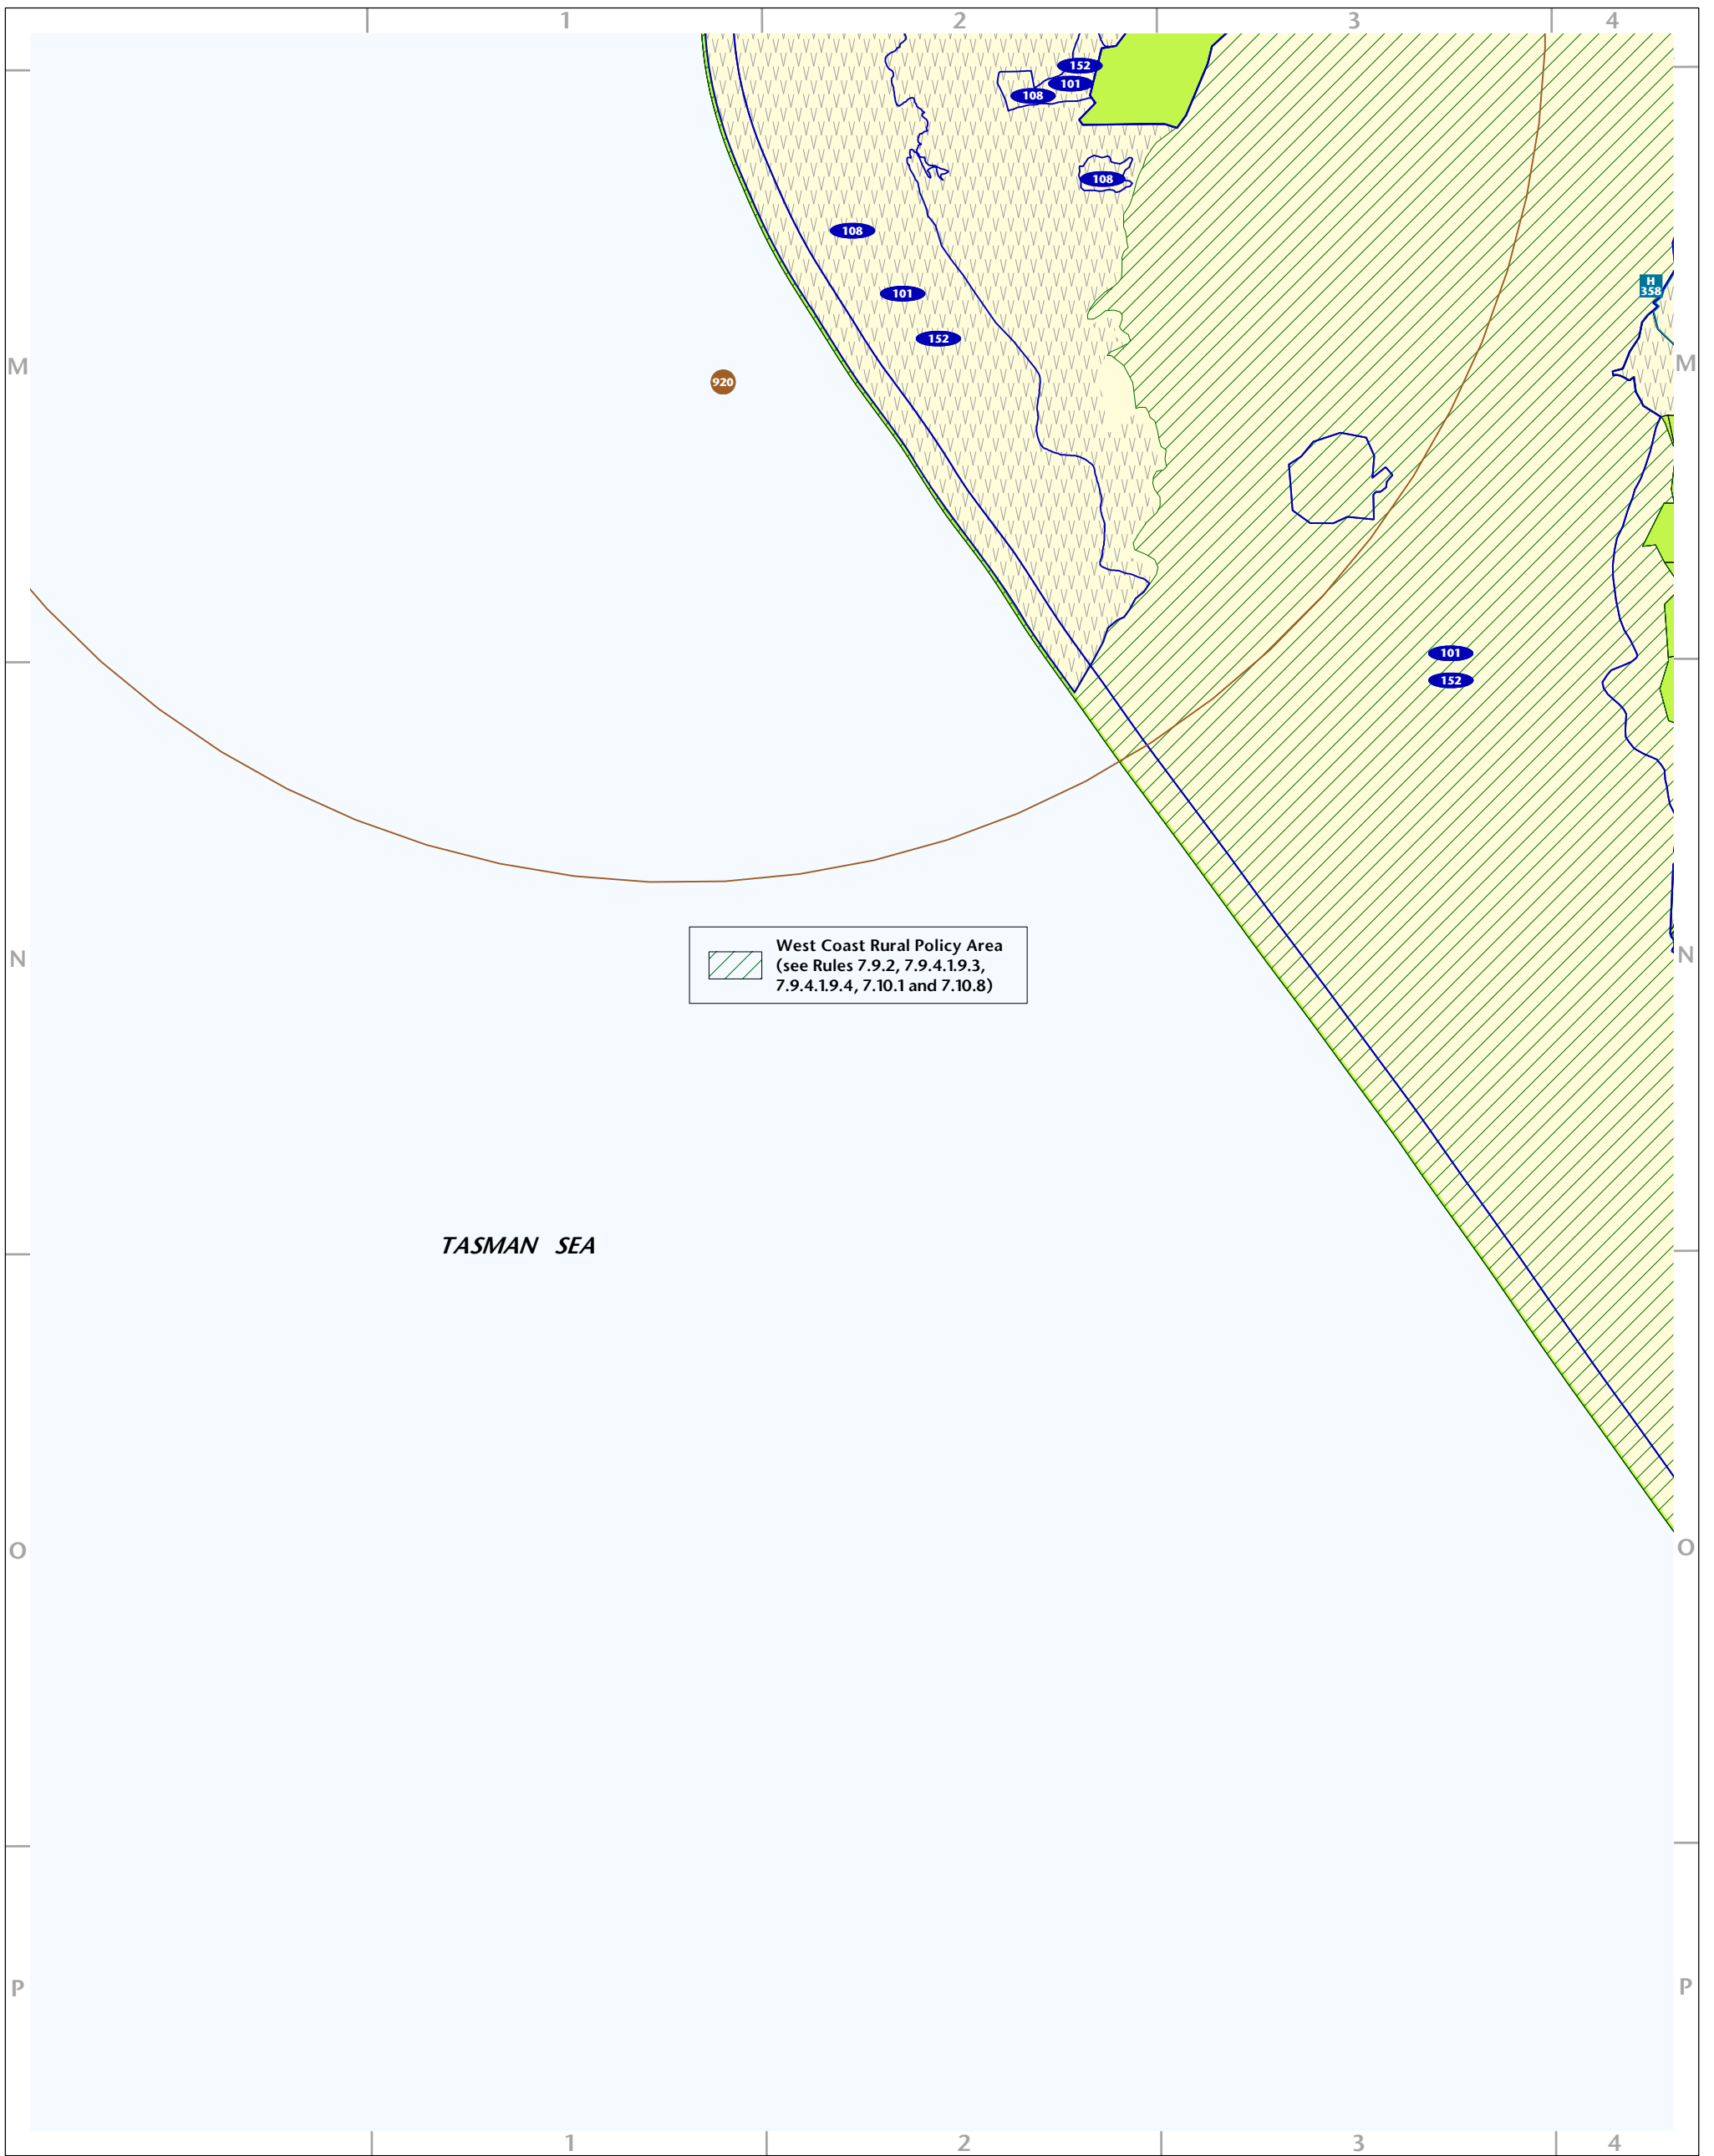 1 2 3 4
152
101
108
108
108
H
358
101
152
M M
920
101
152
West Coast Rural Policy Area
(see Rules 7.9.2, 7.9.4.1.9.3,
7.9.4.1.9.4, 7.10.1 and 7.10.8)
N N
TASMAN SEA
O O
P P
1 2 3 4